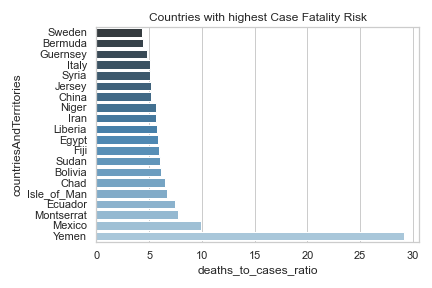 Countries with highest Case Fatality Risk
countriesAndTerritories
Sweden
Bermuda
Guernsey
Italy
Syria
Jersey
China
Niger
Iran
Liberia
Egypt
Fiji
Sudan
Bolivia
Chad
Isle_of_Man
Ecuador
Montserrat
Mexico
Yemen
0 5 10 15 20 25 30
deaths_to_cases_ratio